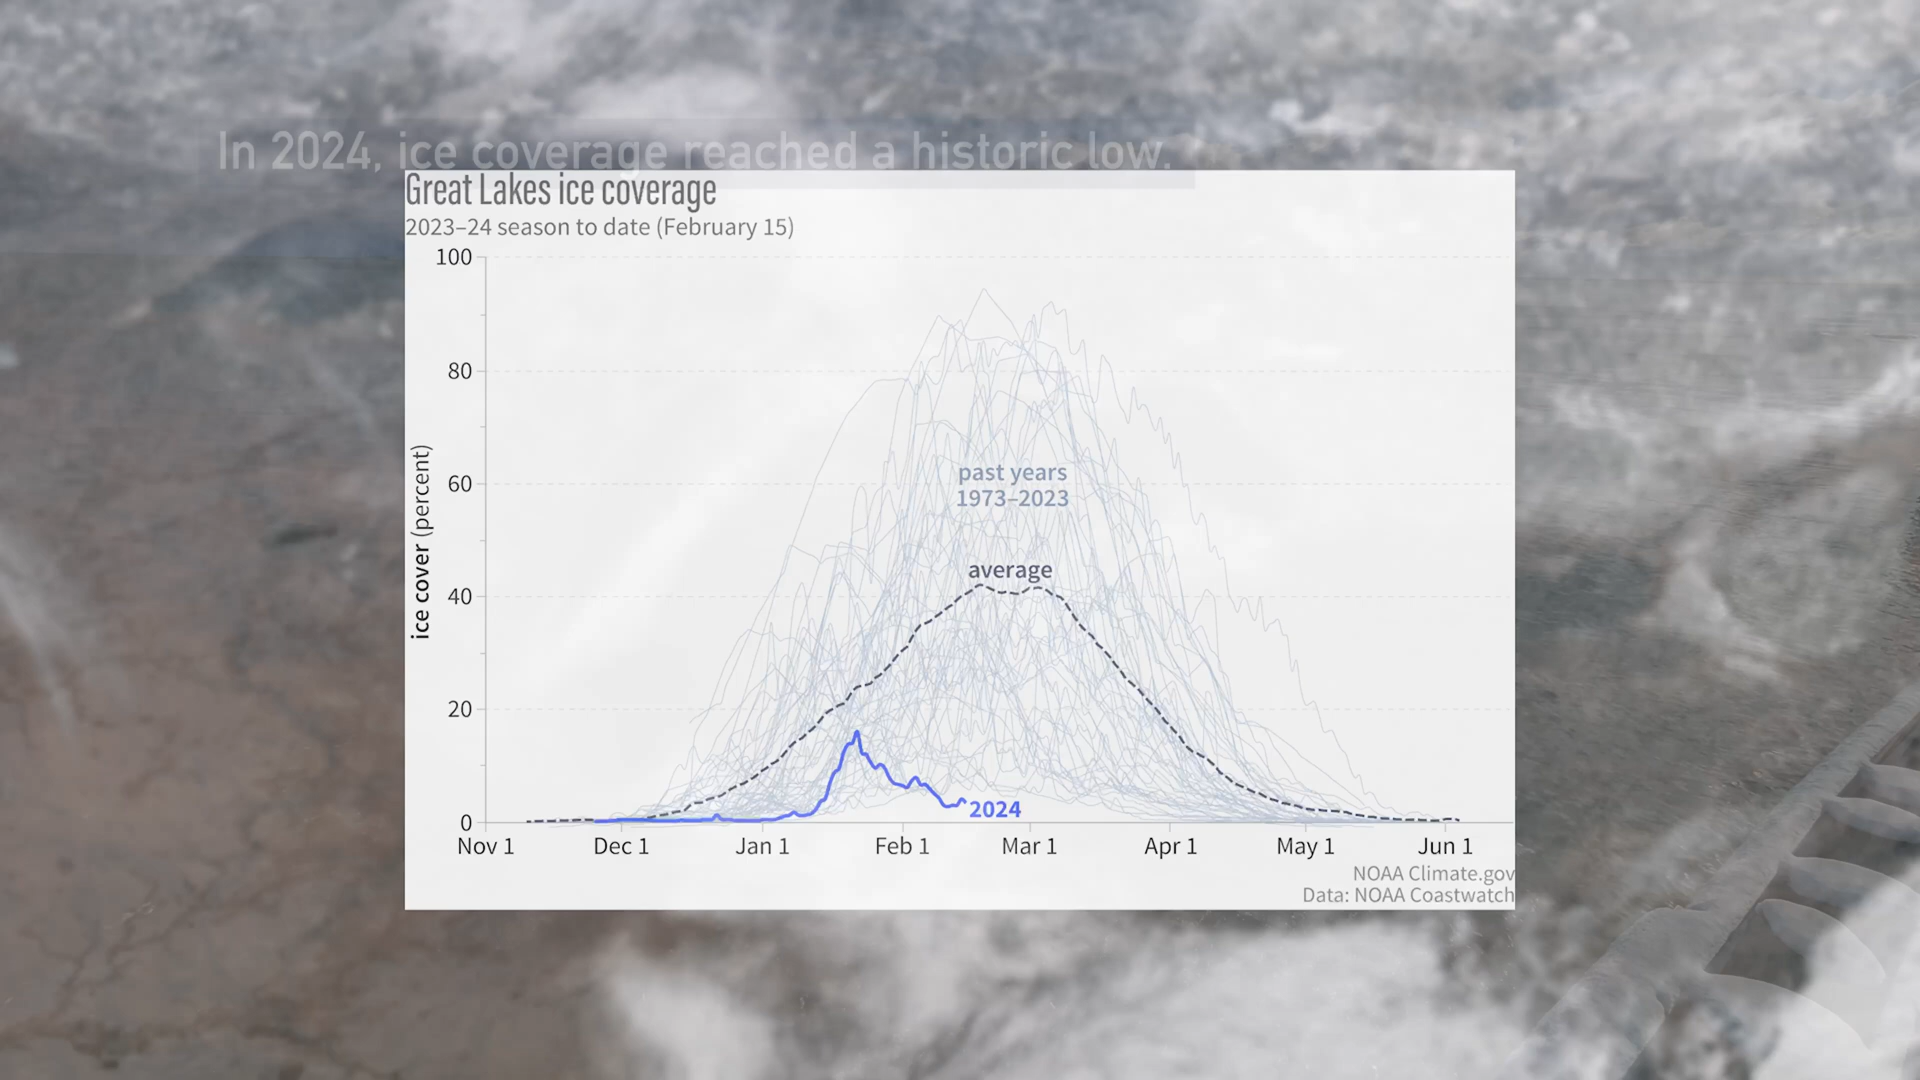 In 2024, ice coverage reached a historic low.
Great Lakes ice coverage
2023–24 season to date (February 15)
100
80
60
40
20
0
ice cover (percent)
past years
1973–2023
average
2024
Nov 1
Dec 1
Jan 1
Feb 1
Mar 1
Apr 1
May 1
Jun 1
NOAA Climate.gov
Data: NOAA Coastwatch